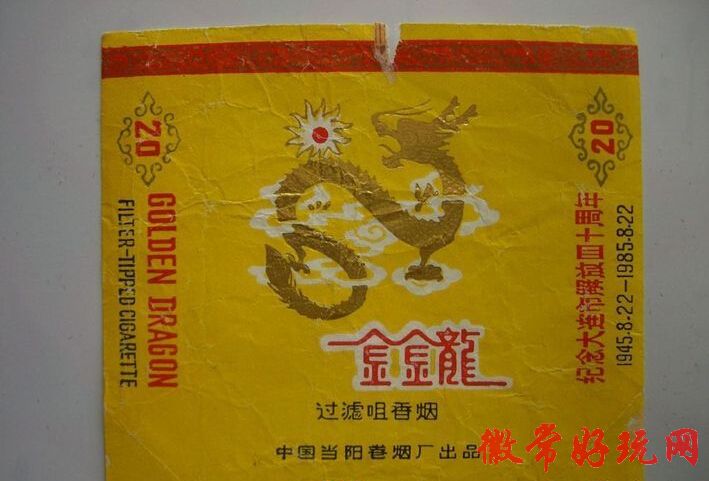 20
GOLDEN DRAGON
FILTER-TIPPED CIGARETTE
金金龍
过滤咀香烟
中国当阳卷烟厂出品
20
纪念大连市解放四十周年
1945.8.22—1985.8.22
徽常好玩网